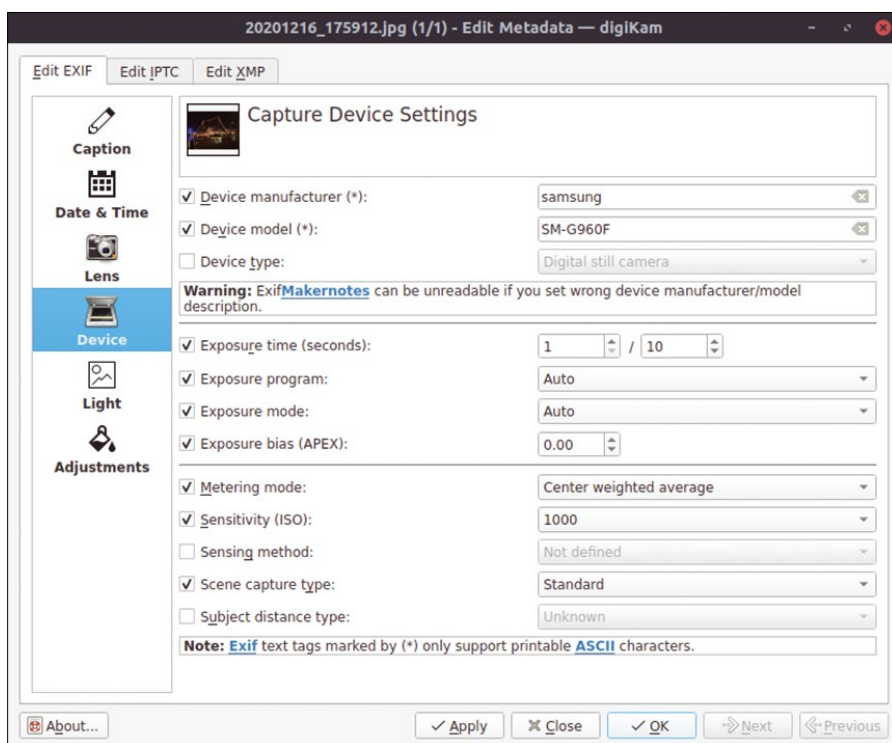 20201216_175912.jpg (1/1) - Edit Metadata — digiKam
Edit EXIF Edit IPTC Edit XMP
Caption
Date & Time
Lens
Device
Light
Adjustments
Capture Device Settings
Device manufacturer (*): samsung
Device model (*): SM-G960F
Device type: Digital still camera
Warning: ExifMakernotes can be unreadable if you set wrong device manufacturer/model
description.
Exposure time (seconds): 1 / 10
Exposure program: Auto
Exposure mode: Auto
Exposure bias (APEX): 0.00
Metering mode: Center weighted average
Sensitivity (ISO): 1000
Sensing method: Not defined
Scene capture type: Standard
Subject distance type: Unknown
Note: Exif text tags marked by (*) only support printable ASCII characters.
About... Apply Close OK Next Previous